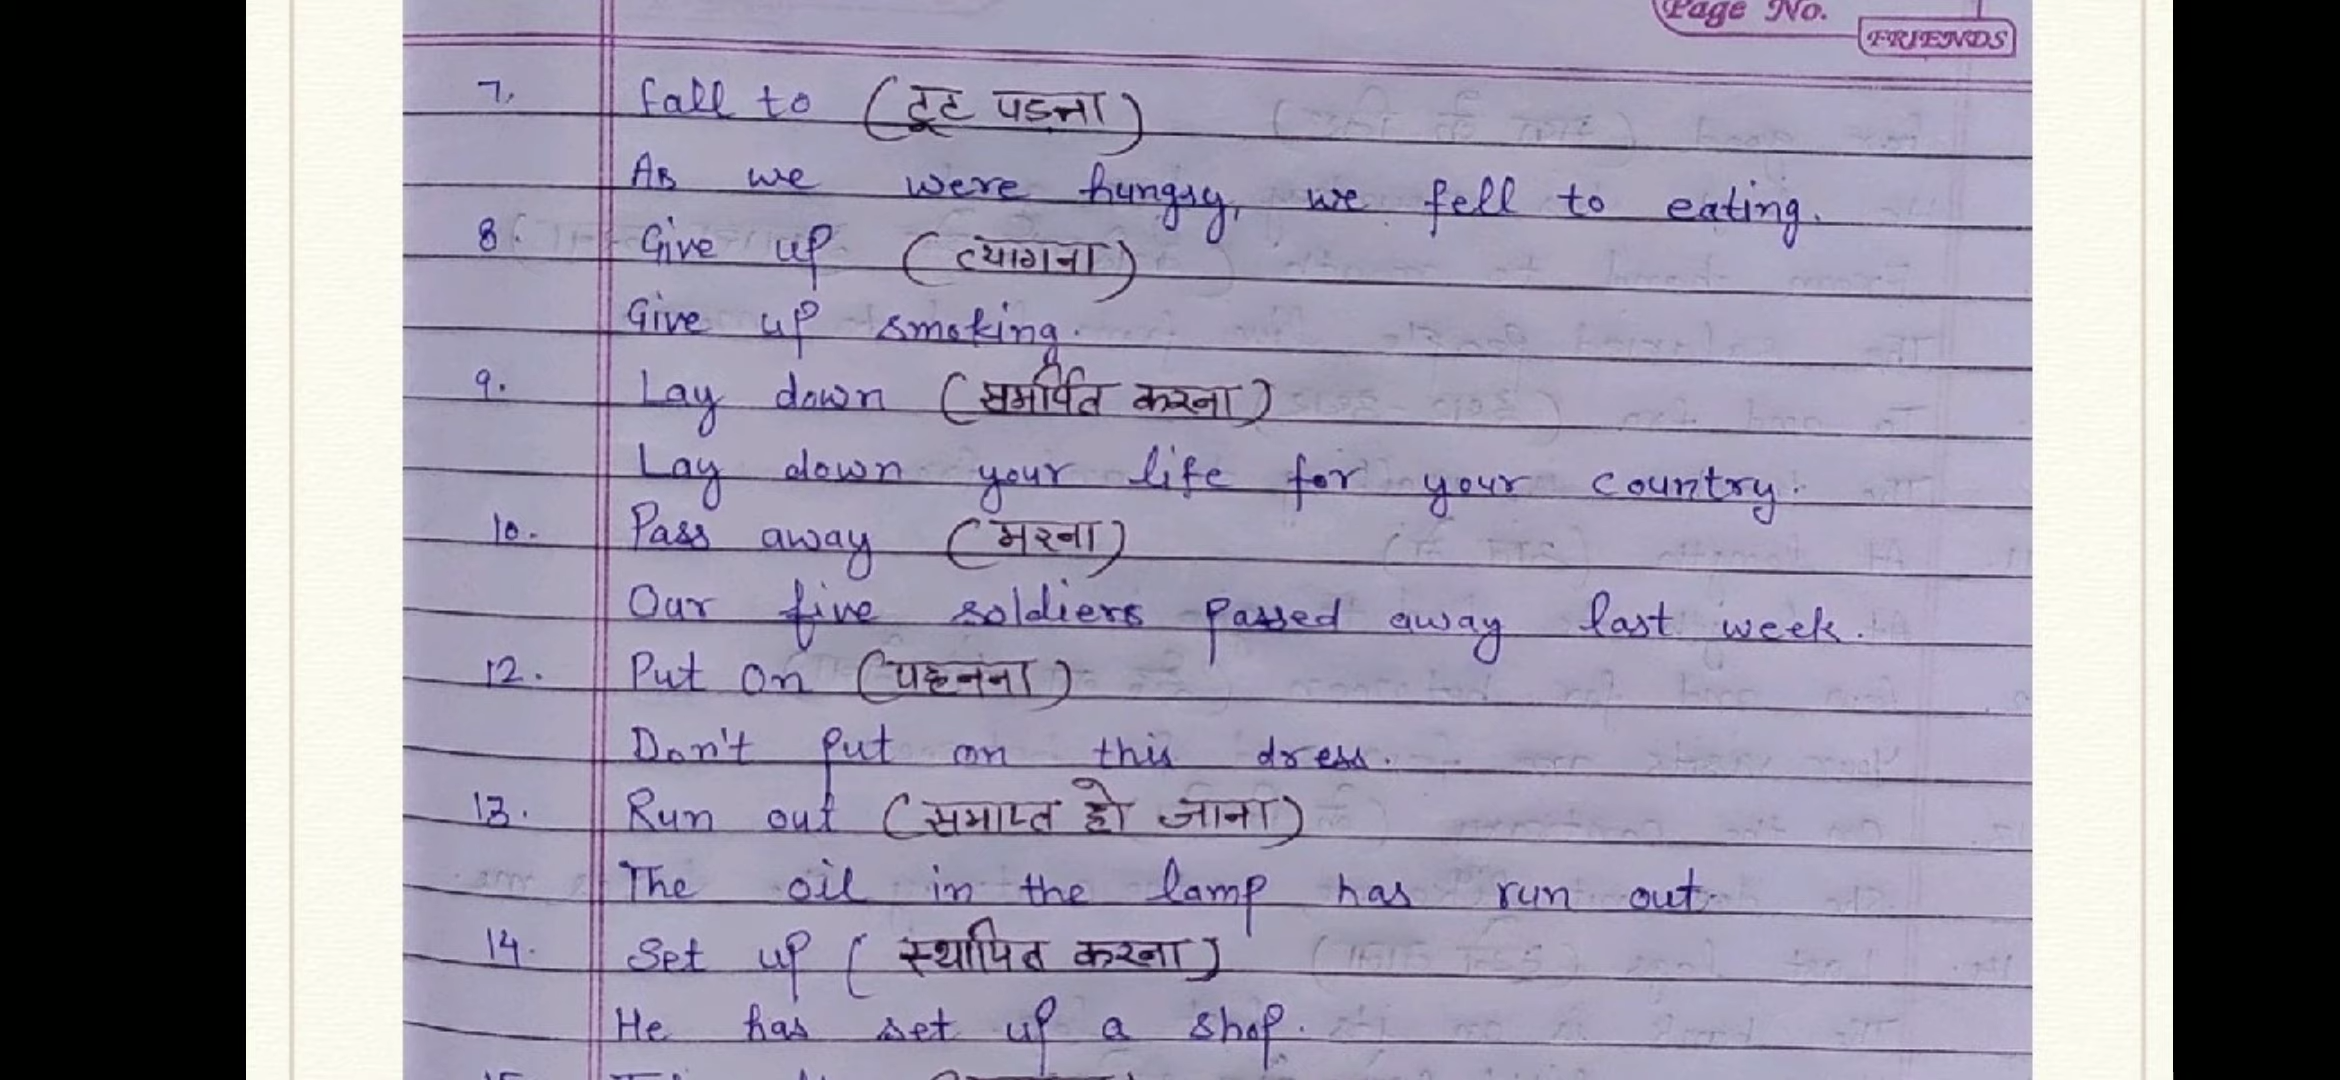 Page No.
FRIENDS
7. fall to (टूट पडना)
As we were hungry, we fell to eating.
8. Give up (त्यागना)
Give up smoking.
9. Lay down (समर्पित करना)
Lay down your life for your country.
10. Pass away (मरना)
Our five soldiers passed away last week.
12. Put on (पहनना)
Don't put on this dress.
13. Run out (समाप्त हो जाना)
The oil in the lamp has run out.
14. Set up (स्थापित करना)
He has set up a shop.